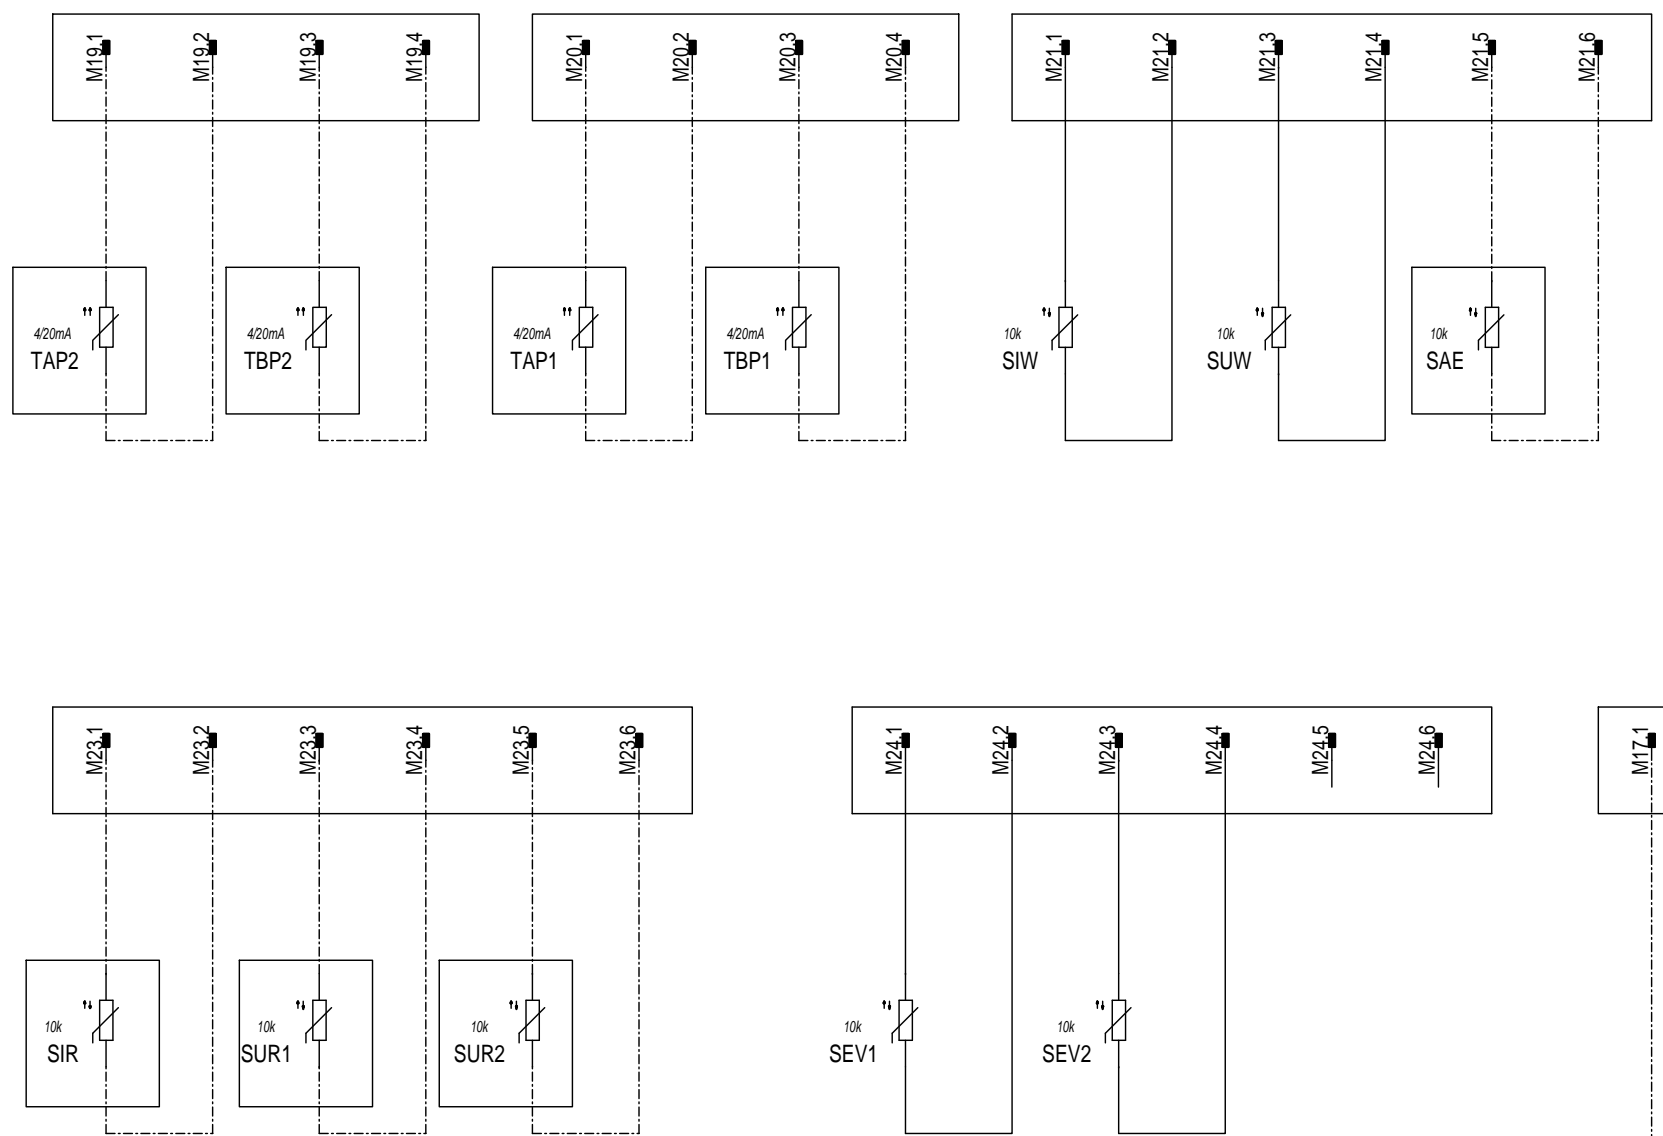 M19.1 M19.2 M19.3 M19.4 M20.1 M20.2 M20.3 M20.4 M21.1 M21.2 M21.3 M21.4 M21.5 M21.6
4/20mA 4/20mA 4/20mA 4/20mA 10k 10k 10k
TAP2 TBP2 TAP1 TBP1 SIW SUW SAE
M23.1 M23.2 M23.3 M23.4 M23.5 M23.6 M24.1 M24.2 M24.3 M24.4 M24.5 M24.6 M17.1
10k 10k 10k 10k 10k
SIR SUR1 SUR2 SEV1 SEV2